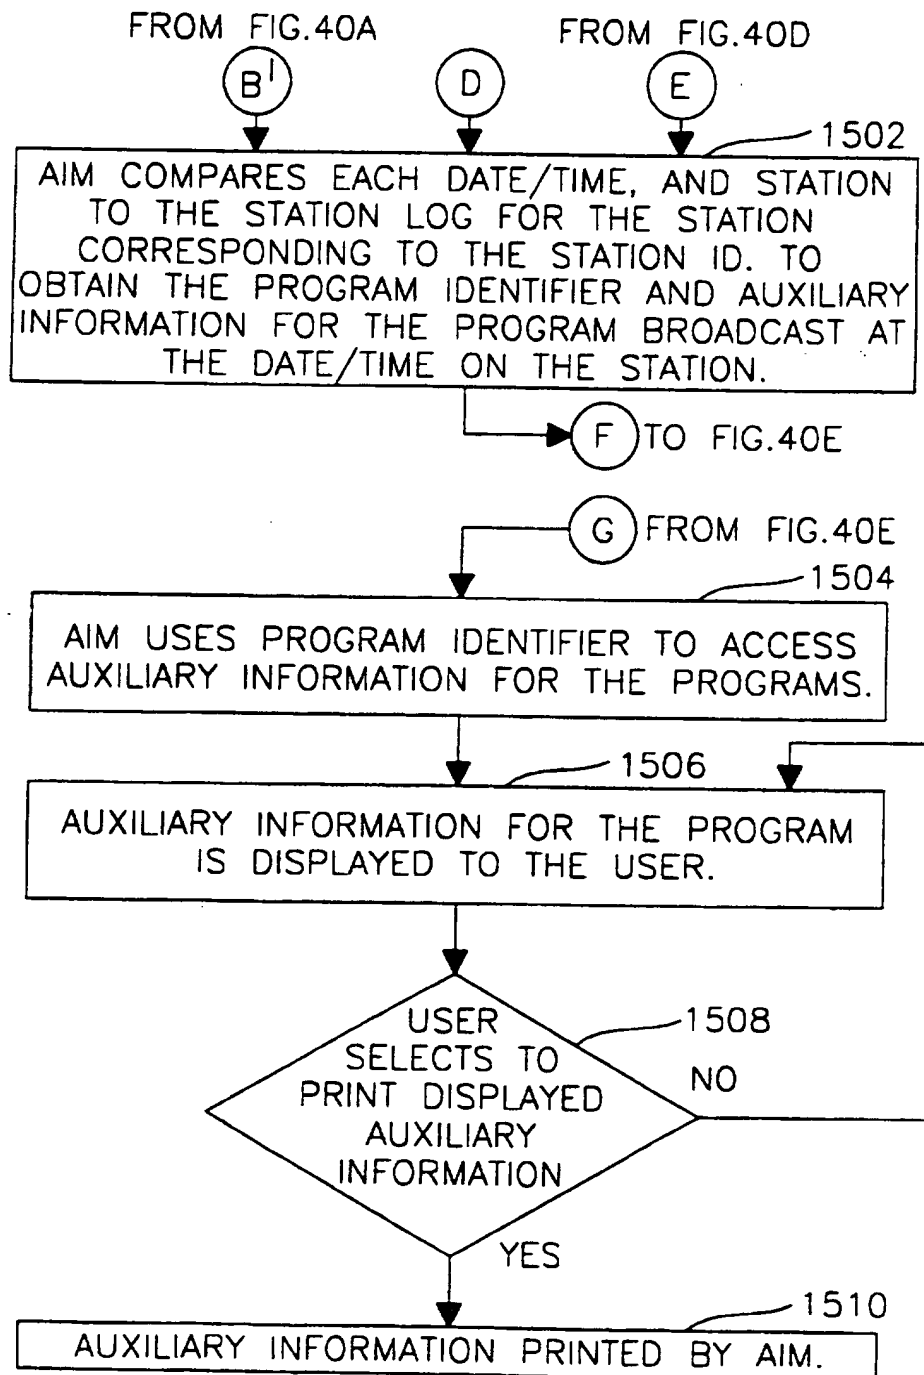 FROM FIG.40A FROM FIG.40D
B' D E
1502
AIM COMPARES EACH DATE/TIME, AND STATION
TO THE STATION LOG FOR THE STATION
CORRESPONDING TO THE STATION ID. TO
OBTAIN THE PROGRAM IDENTIFIER AND AUXILIARY
INFORMATION FOR THE PROGRAM BROADCAST AT
THE DATE/TIME ON THE STATION.
F TO FIG.40E
G FROM FIG.40E
1504
AIM USES PROGRAM IDENTIFIER TO ACCESS
AUXILIARY INFORMATION FOR THE PROGRAMS.
1506
AUXILIARY INFORMATION FOR THE PROGRAM
IS DISPLAYED TO THE USER.
USER
SELECTS TO
PRINT DISPLAYED
AUXILIARY
INFORMATION
1508
NO
YES
1510
AUXILIARY INFORMATION PRINTED BY AIM.